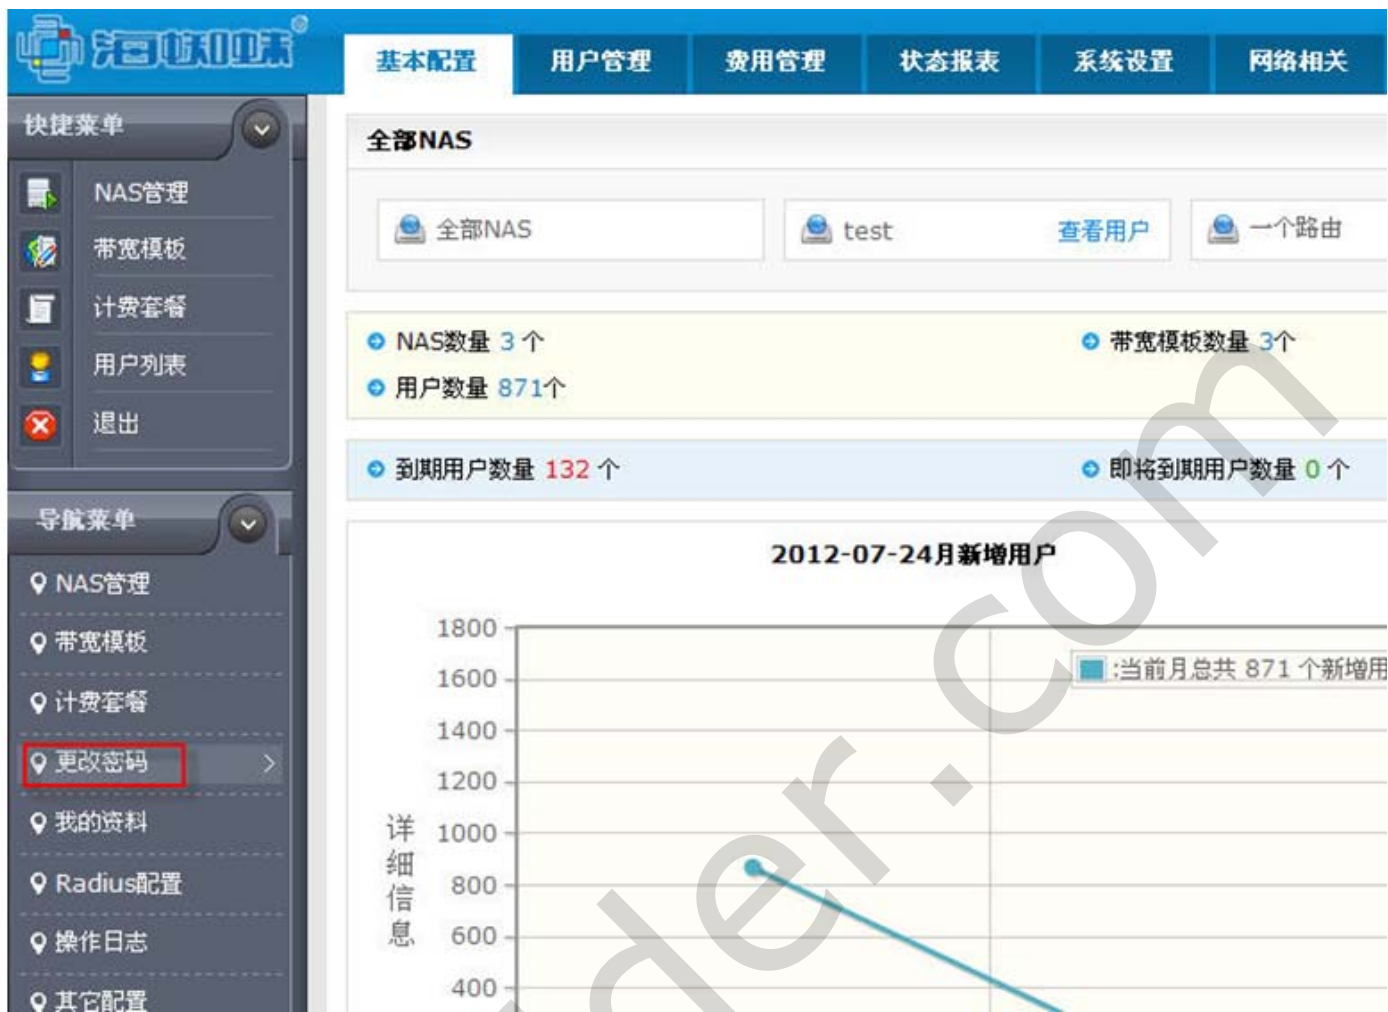 海蜘蛛®
基本配置 用户管理 费用管理 状态报表 系统设置 网络相关
快捷菜单
NAS管理
带宽模板
计费套餐
用户列表
退出
导航菜单
NAS管理
带宽模板
计费套餐
更改密码
我的资料
Radius配置
操作日志
其它配置
全部NAS
全部NAS test 查看用户 一个路由
NAS数量 3 个 带宽模板数量 3个
用户数量 871个
到期用户数量 132 个 即将到期用户数量 0 个
2012-07-24月新增用户
:当前月总共 871 个新增用
详细信息
1800
1600
1400
1200
1000
800
600
400
der.com